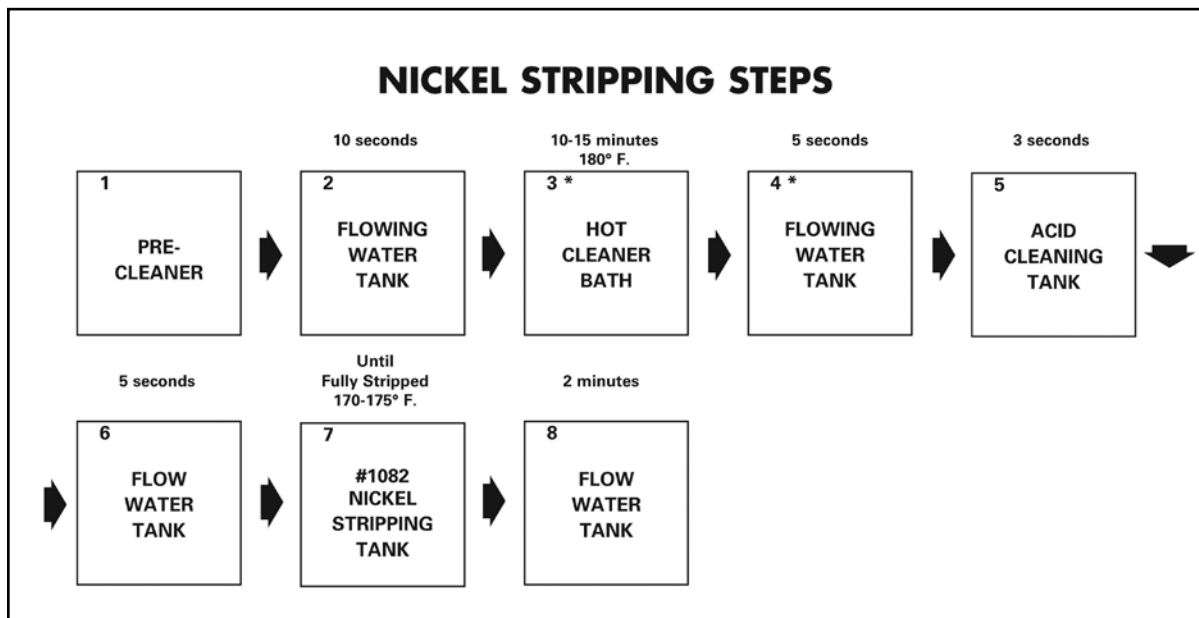 NICKEL STRIPPING STEPS
10 seconds
10-15 minutes
180° F.
5 seconds
3 seconds
1
PRE-
CLEANER
2
FLOWING
WATER
TANK
3 *
HOT
CLEANER
BATH
4 *
FLOWING
WATER
TANK
5
ACID
CLEANING
TANK
5 seconds
Until
Fully Stripped
170-175° F.
2 minutes
6
FLOW
WATER
TANK
7
#1082
NICKEL
STRIPPING
TANK
8
FLOW
WATER
TANK